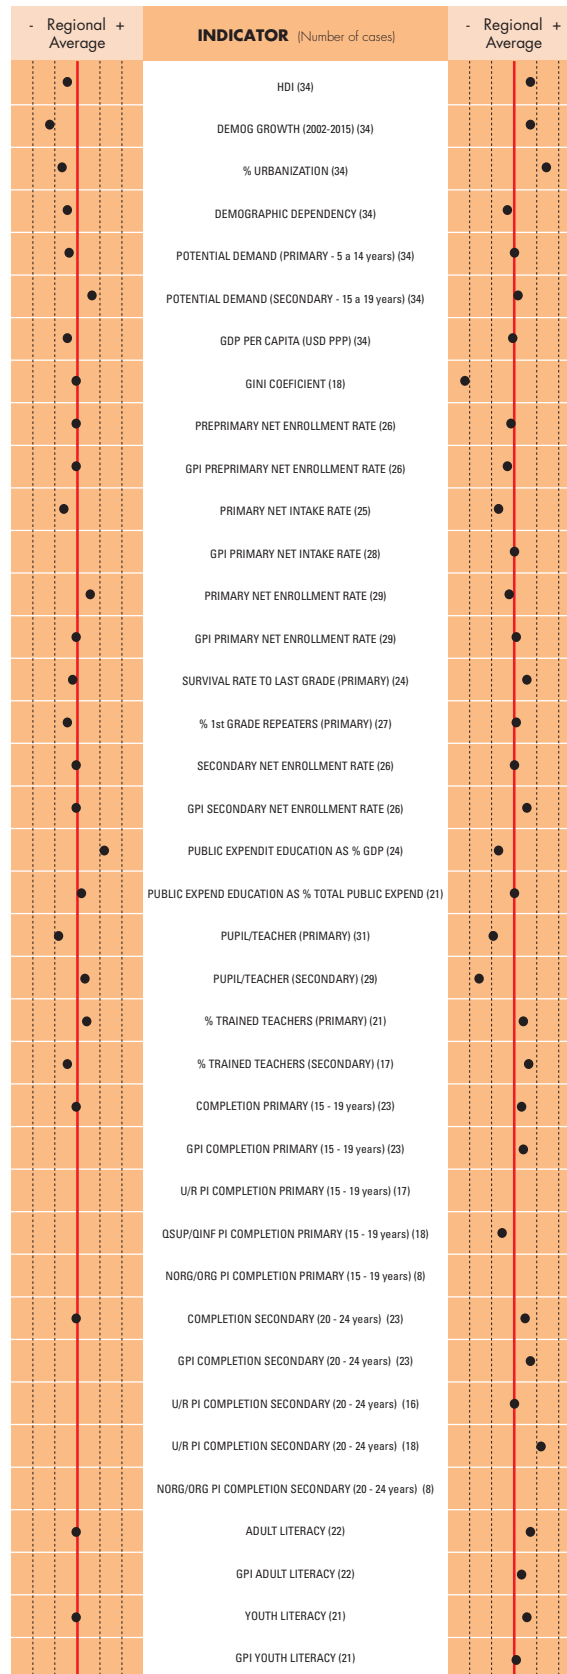 - Regional +
Average
INDICATOR (Number of cases)
- Regional +
Average
HDI (34)
DEMOG GROWTH (2002-2015) (34)
% URBANIZATION (34)
DEMOGRAPHIC DEPENDENCY (34)
POTENTIAL DEMAND (PRIMARY - 5 a 14 years) (34)
POTENTIAL DEMAND (SECONDARY - 15 a 19 years) (34)
GDP PER CAPITA (USD PPP) (34)
GINI COEFICIENT (18)
PREPRIMARY NET ENROLLMENT RATE (26)
GPI PREPRIMARY NET ENROLLMENT RATE (26)
PRIMARY NET INTAKE RATE (25)
GPI PRIMARY NET INTAKE RATE (28)
PRIMARY NET ENROLLMENT RATE (29)
GPI PRIMARY NET ENROLLMENT RATE (29)
SURVIVAL RATE TO LAST GRADE (PRIMARY) (24)
% 1st GRADE REPEATERS (PRIMARY) (27)
SECONDARY NET ENROLLMENT RATE (26)
GPI SECONDARY NET ENROLLMENT RATE (26)
PUBLIC EXPENDIT EDUCATION AS % GDP (24)
PUBLIC EXPEND EDUCATION AS % TOTAL PUBLIC EXPEND (21)
PUPIL/TEACHER (PRIMARY) (31)
PUPIL/TEACHER (SECONDARY) (29)
% TRAINED TEACHERS (PRIMARY) (21)
% TRAINED TEACHERS (SECONDARY) (17)
COMPLETION PRIMARY (15 - 19 years) (23)
GPI COMPLETION PRIMARY (15 - 19 years) (23)
U/R PI COMPLETION PRIMARY (15 - 19 years) (17)
QSUP/QINF PI COMPLETION PRIMARY (15 - 19 years) (18)
NORG/ORG PI COMPLETION PRIMARY (15 - 19 years) (8)
COMPLETION SECONDARY (20 - 24 years) (23)
GPI COMPLETION SECONDARY (20 - 24 years) (23)
U/R PI COMPLETION SECONDARY (20 - 24 years) (16)
U/R PI COMPLETION SECONDARY (20 - 24 years) (18)
NORG/ORG PI COMPLETION SECONDARY (20 - 24 years) (8)
ADULT LITERACY (22)
GPI ADULT LITERACY (22)
YOUTH LITERACY (21)
GPI YOUTH LITERACY (21)